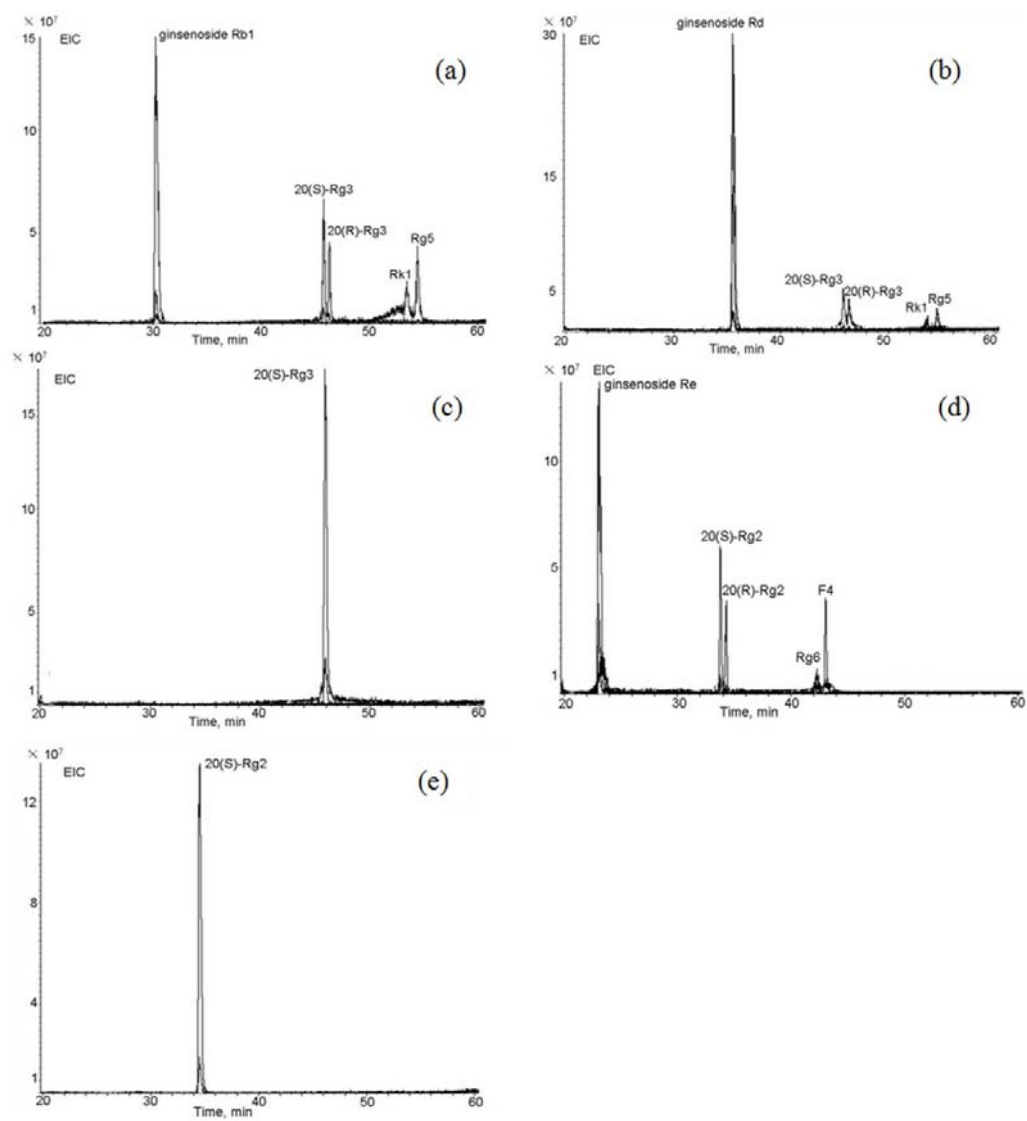 × 10⁷
15
EIC
ginsenoside Rb1
(a)
10
20(S)-Rg3
20(R)-Rg3
5
Rk1
Rg5
1
20 30 40 50 60
Time, min
× 10⁷
30
EIC
ginsenoside Rd
(b)
15
20(S)-Rg3
20(R)-Rg3
5
Rk1
Rg5
20 30 40 50 60
Time, min
× 10⁷
EIC
20(S)-Rg3
(c)
15
10
5
1
20 30 40 50 60
Time, min
× 10⁷
EIC
ginsenoside Re
(d)
10
20(S)-Rg2
5
20(R)-Rg2
F4
Rg6
1
20 30 40 50 60
Time, min
× 10⁷
EIC
20(S)-Rg2
(e)
12
8
4
1
20 30 40 50 60
Time, min